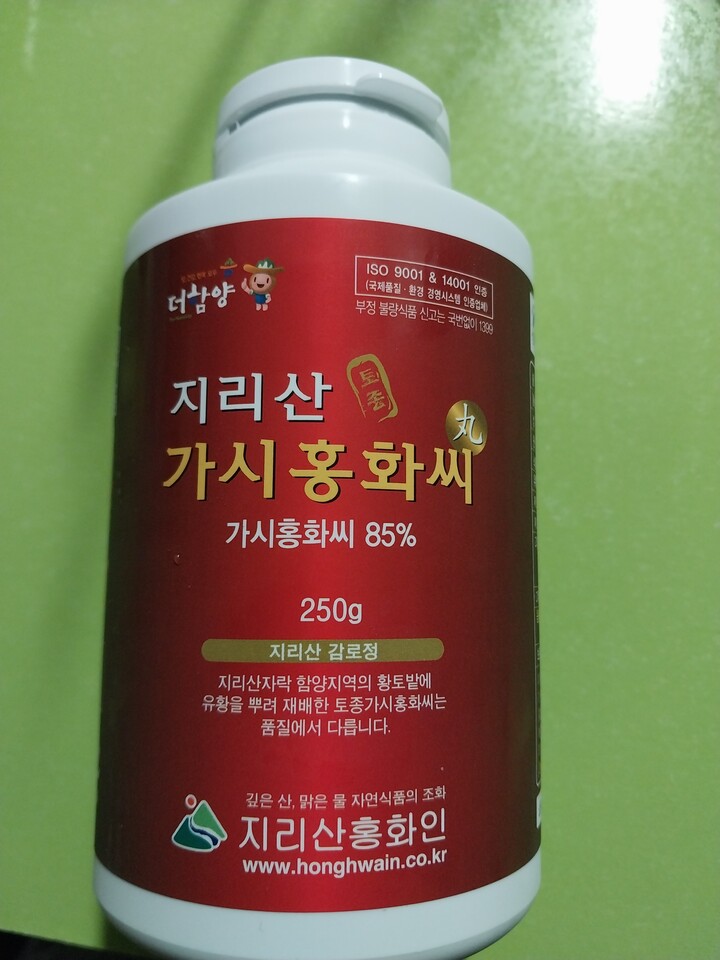 더함양
ISO 9001 & 14001 인증
(국제품질·환경 경영시스템 인증업체)
부정 불량식품 신고는 국번없이 1399
지리산
토종
가시홍화씨
丸
가시홍화씨 85%
250g
지리산 감로정
지리산자락 함양지역의 황토밭에
유황을 뿌려 재배한 토종가시홍화씨는
품질에서 다릅니다.
깊은 산, 맑은 물 자연식품의 조화
지리산홍화인
www.honghwain.co.kr